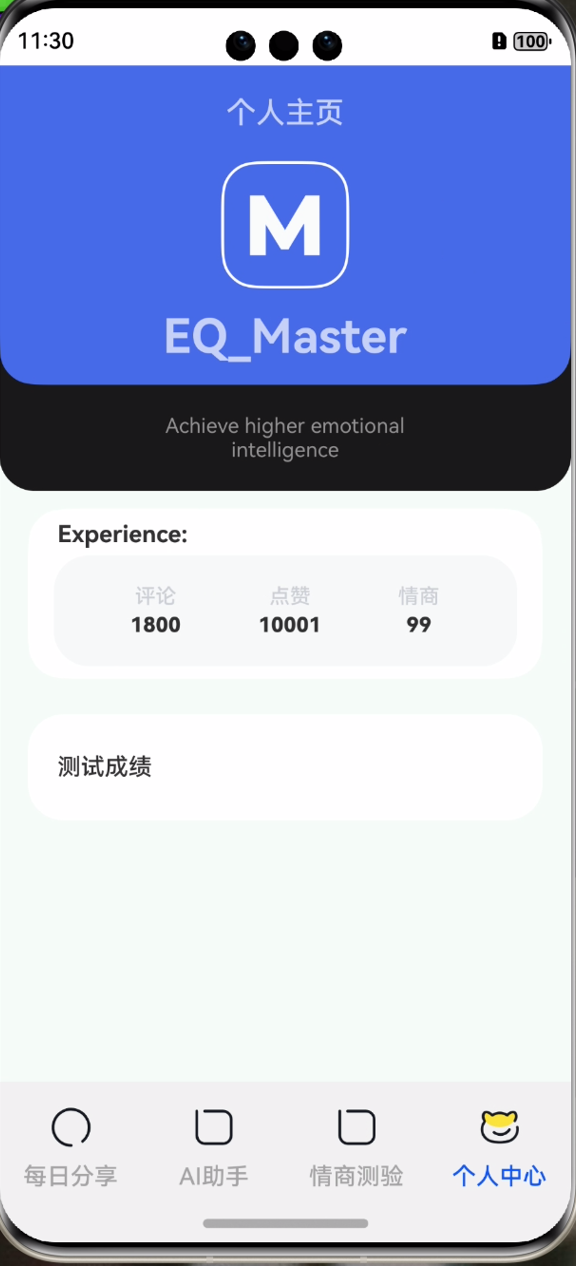 11:30
100
个人主页
M
EQ_Master
Achieve higher emotional
intelligence
Experience:
评论 点赞 情商
1800 10001 99
测试成绩
每日分享 AI助手 情商测验 个人中心